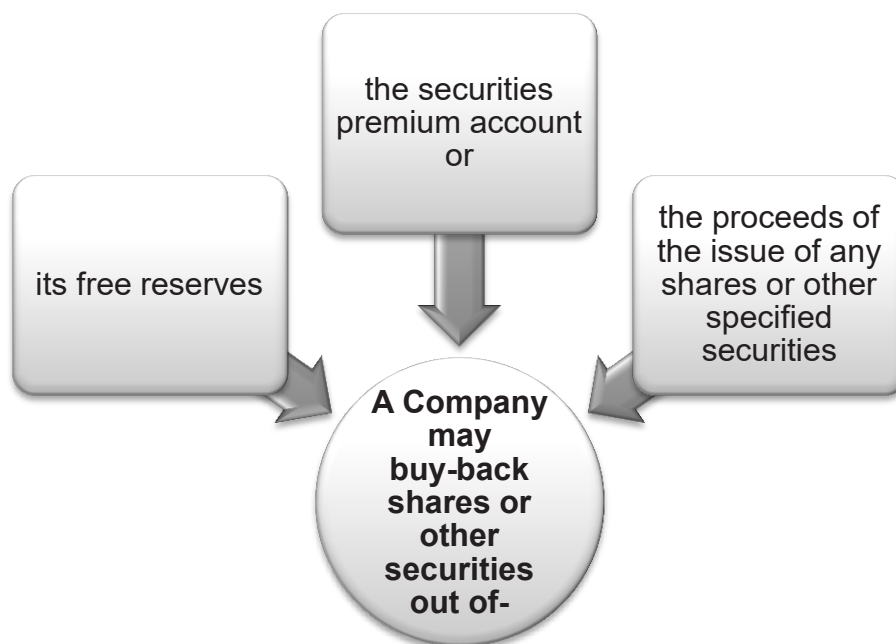 the securities
premium account
or
its free reserves
the proceeds of
the issue of any
shares or other
specified
securities
A Company
may
buy-back
shares or
other
securities
out of-